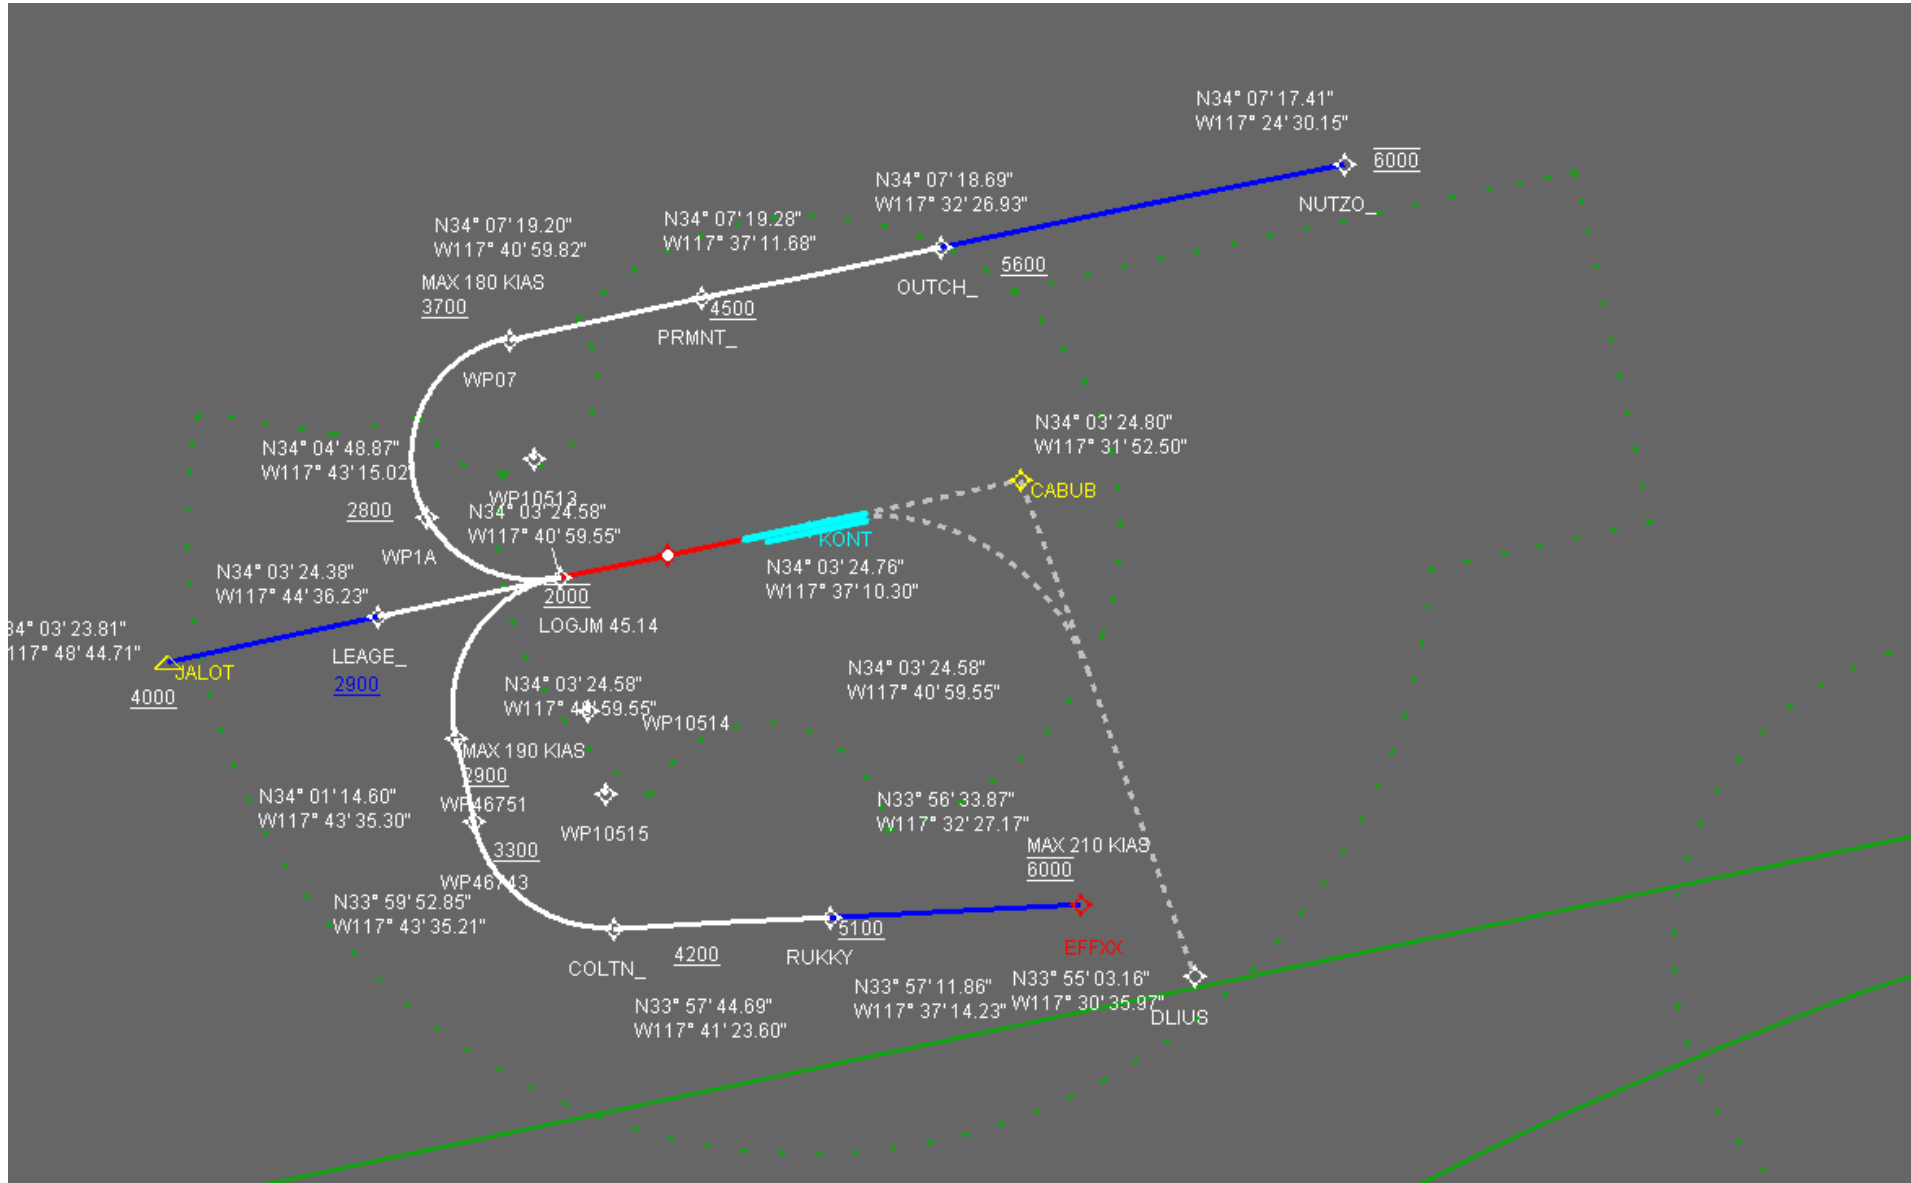 N34° 07' 17.41"
W117° 24' 30.15"
6000
NUTZO_
N34° 07' 18.69"
W117° 32' 26.93"
5600
OUTCH_
N34° 07' 19.28"
W117° 37' 11.68"
4500
PRMNT_
N34° 07' 19.20"
W117° 40' 59.82"
MAX 180 KIAS
3700
WP07
N34° 04' 48.87"
W117° 43' 15.02
2800
WP1A
WP10513
N34° 03' 24.58"
W117° 40' 59.55"
2000
LOGJM 45.14
N34° 03' 24.80"
W117° 31' 52.50"
CABUB
KONT
N34° 03' 24.76"
W117° 37' 10.30"
N34° 03' 24.38"
W117° 44' 36.23"
LEAGE_
2900
34° 03' 23.81"
117° 48' 44.71"
JALOT
4000
N34° 03' 24.58"
W117° 40' 59.55"
N34° 03' 24.58"
59.55"
WP10514
MAX 190 KIAS
2900
WP46751
N34° 01' 14.60"
W117° 43' 35.30"
WP10515
3300
WP46743
N33° 59' 52.85"
W117° 43' 35.21"
N33° 56' 33.87"
W117° 32' 27.17"
MAX 210 KIAS
6000
EFFXX
5100
RUKKY
4200
COLTN_
N33° 57' 44.69"
W117° 41' 23.60"
N33° 57' 11.86"
W117° 37' 14.23"
N33° 55' 03.16"
W117° 30' 35.97"
DLIUS